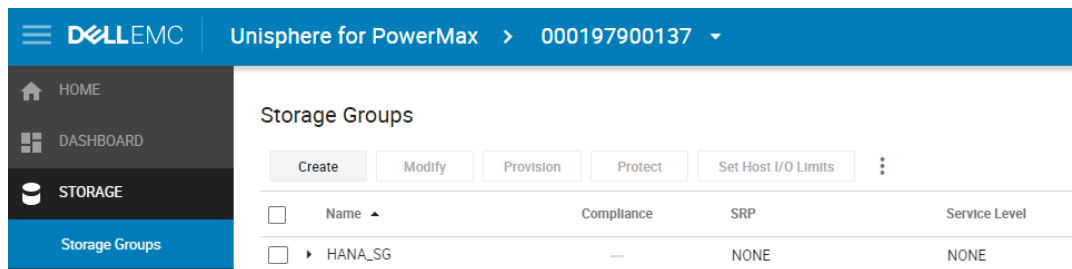 DELLEMC Unisphere for PowerMax > 000197900137
HOME
Storage Groups
DASHBOARD
Create Modify Provision Protect Set Host I/O Limits
STORAGE
Name Compliance SRP Service Level
Storage Groups
HANA_SG — NONE NONE